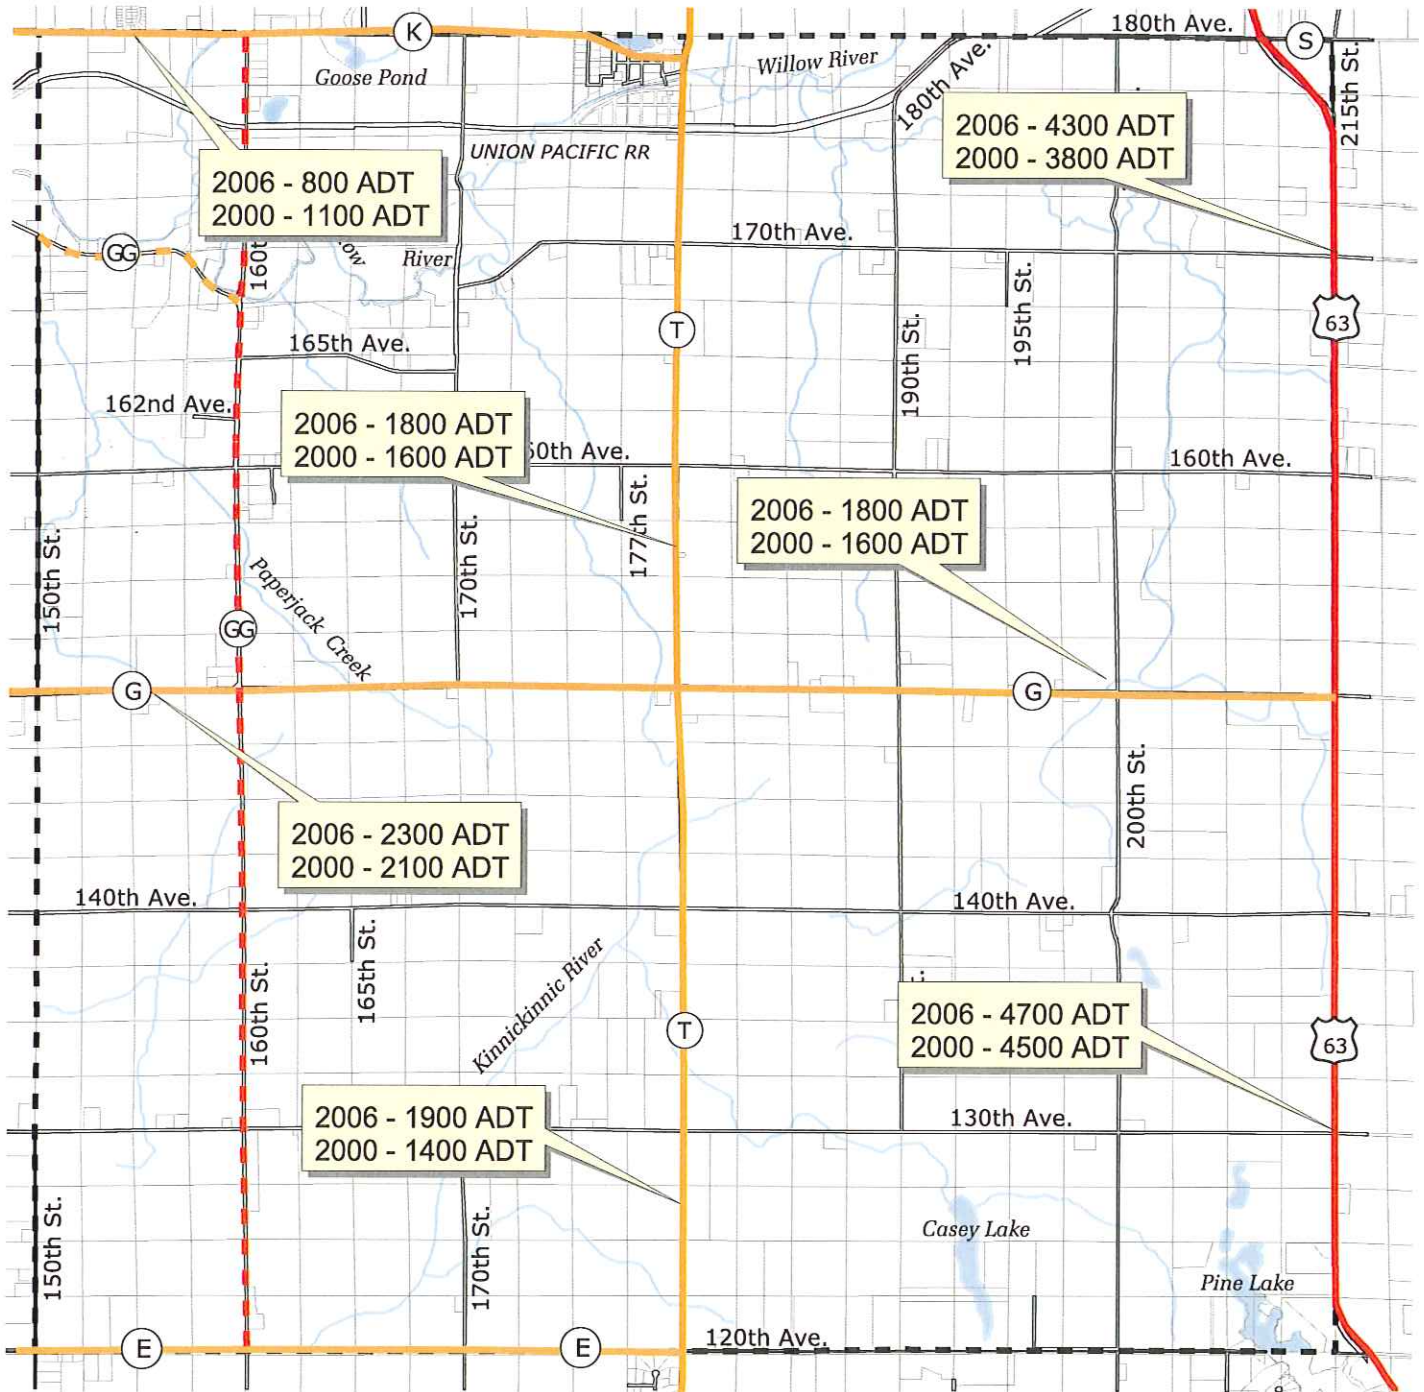 180th Ave.
K
S
Goose Pond
Willow River
180th Ave.
215th St.
2006 - 4300 ADT
2000 - 3800 ADT
UNION PACIFIC RR
2006 - 800 ADT
2000 - 1100 ADT
GG
160t
River
170th Ave.
195th St.
63
T
190th St.
165th Ave.
162nd Ave.
2006 - 1800 ADT
2000 - 1600 ADT
50th Ave.
160th Ave.
177th St.
2006 - 1800 ADT
2000 - 1600 ADT
150th St.
170th St.
Paperjack Creek
GG
G
G
200th St.
2006 - 2300 ADT
2000 - 2100 ADT
140th Ave.
140th Ave.
165th St.
160th St.
Kinnickinnic River
T
2006 - 4700 ADT
2000 - 4500 ADT
63
2006 - 1900 ADT
2000 - 1400 ADT
130th Ave.
150th St.
170th St.
Casey Lake
Pine Lake
E
E
120th Ave.